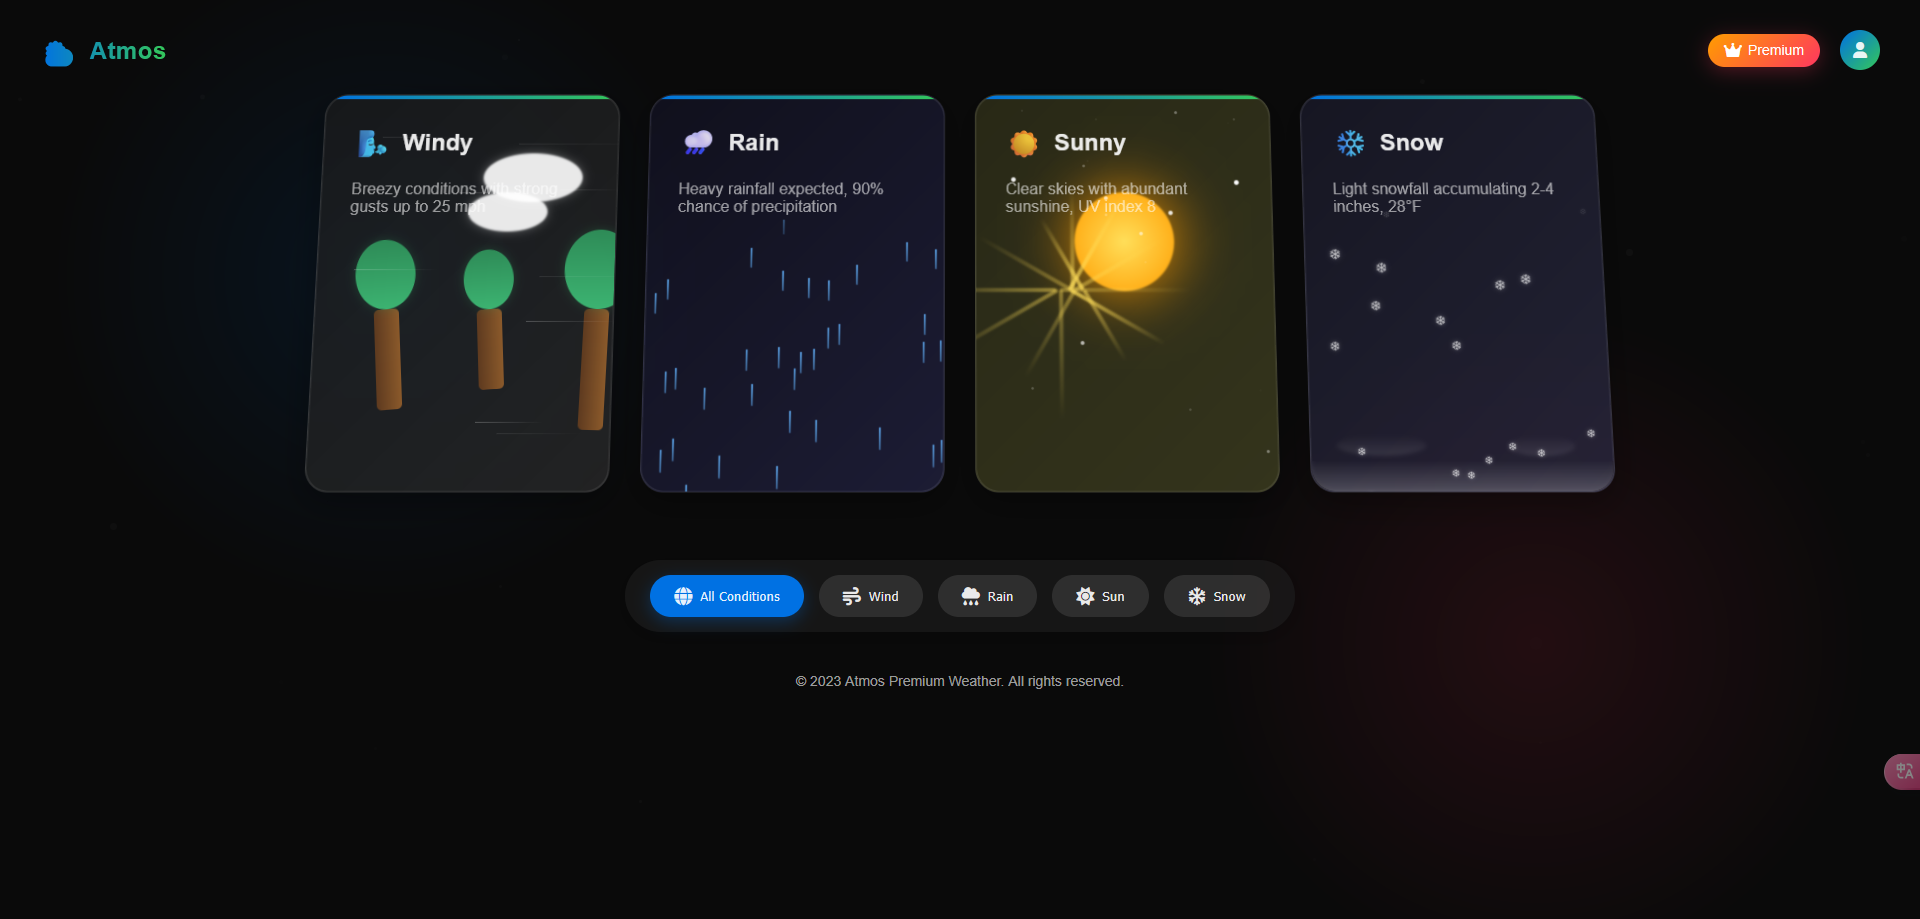 Atmos
Premium
Windy
Breezy conditions with strong
gusts up to 25 mph
Rain
Heavy rainfall expected, 90%
chance of precipitation
Sunny
Clear skies with abundant
sunshine, UV index 8
Snow
Light snowfall accumulating 2-4
inches, 28°F
All Conditions
Wind
Rain
Sun
Snow
© 2023 Atmos Premium Weather. All rights reserved.